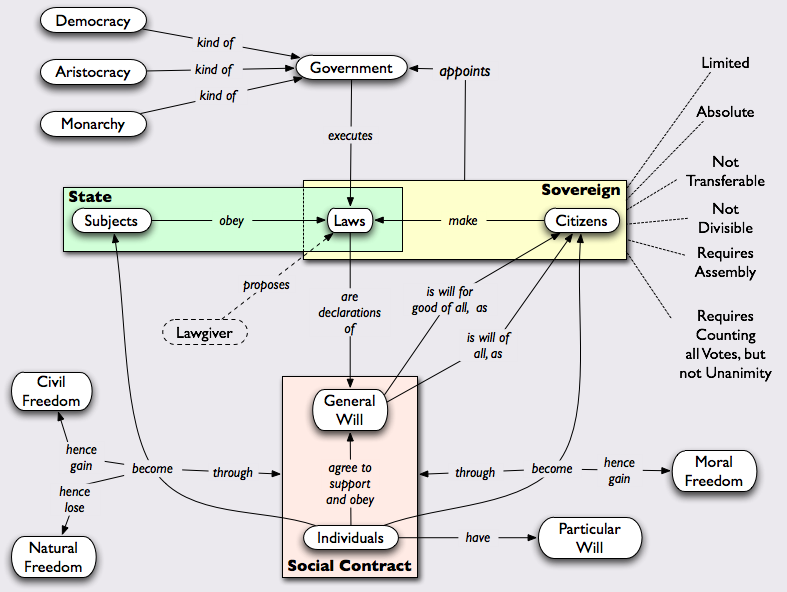 Democracy
kind of
Aristocracy
kind of
Monarchy
kind of
Government
appoints
executes
Limited
Absolute
Not
Transferable
Not
Divisible
Requires
Assembly
Requires
Counting
all Votes, but
not Unanimity
State
Sovereign
Subjects
obey
Laws
make
Citizens
proposes
Lawgiver
are
declarations
of
is will for
good of all, as
is will of
all, as
General
Will
Civil
Freedom
hence
gain
become
through
hence
lose
Natural
Freedom
agree to
support
and obey
through
become
hence
gain
Moral
Freedom
Individuals
have
Particular
Will
Social Contract